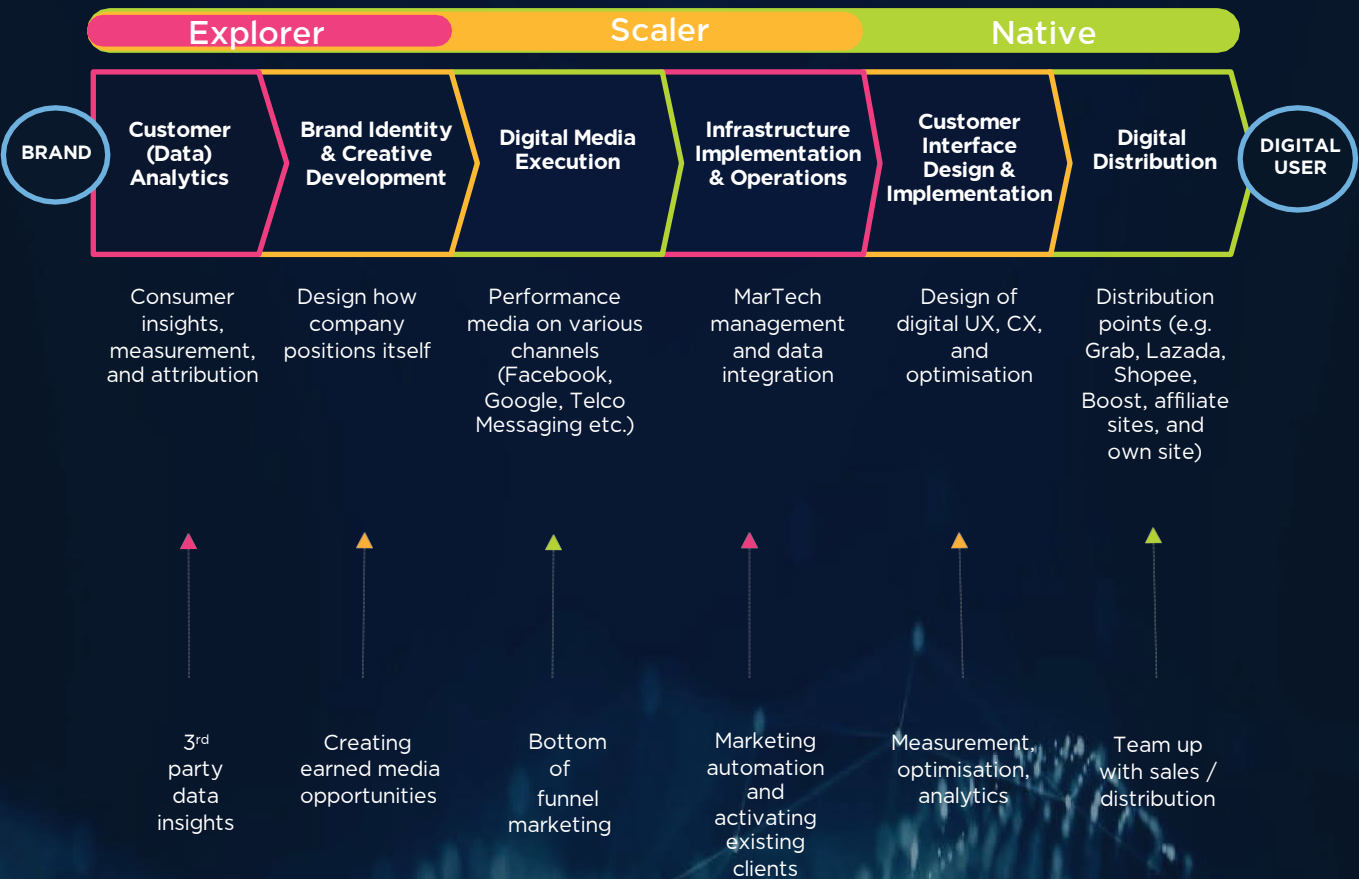 Explorer
Scaler
Native
BRAND
Customer
(Data)
Analytics
Brand Identity
& Creative
Development
Digital Media
Execution
Infrastructure
Implementation
& Operations
Customer
Interface
Design &
Implementation
Digital
Distribution
DIGITAL
USER
Consumer
insights,
measurement,
and attribution
Design how
company
positions itself
Performance
media on various
channels
(Facebook,
Google, Telco
Messaging etc.)
MarTech
management
and data
integration
Design of
digital UX, CX,
and
optimisation
Distribution
points (e.g.
Grab, Lazada,
Shopee,
Boost, affiliate
sites, and
own site)
3rd
party
data
insights
Creating
earned media
opportunities
Bottom
of
funnel
marketing
Marketing
automation
and
activating
existing
clients
Measurement,
optimisation,
analytics
Team up
with sales /
distribution